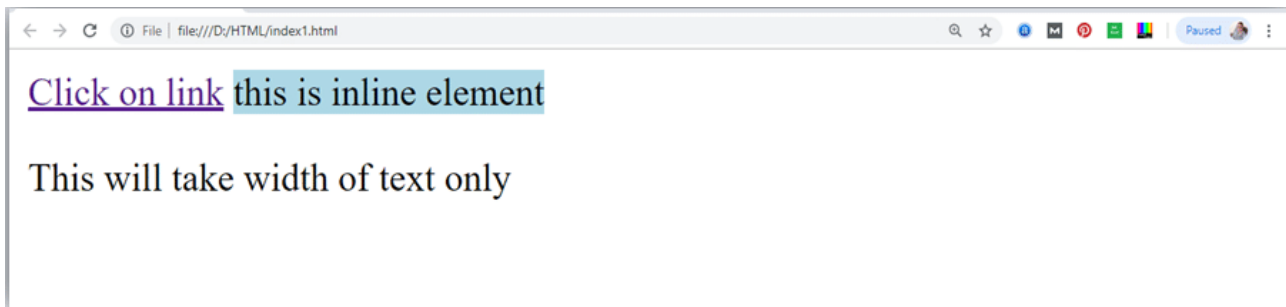 File | file:///D:/HTML/index1.html Paused
Click on link this is inline element
This will take width of text only